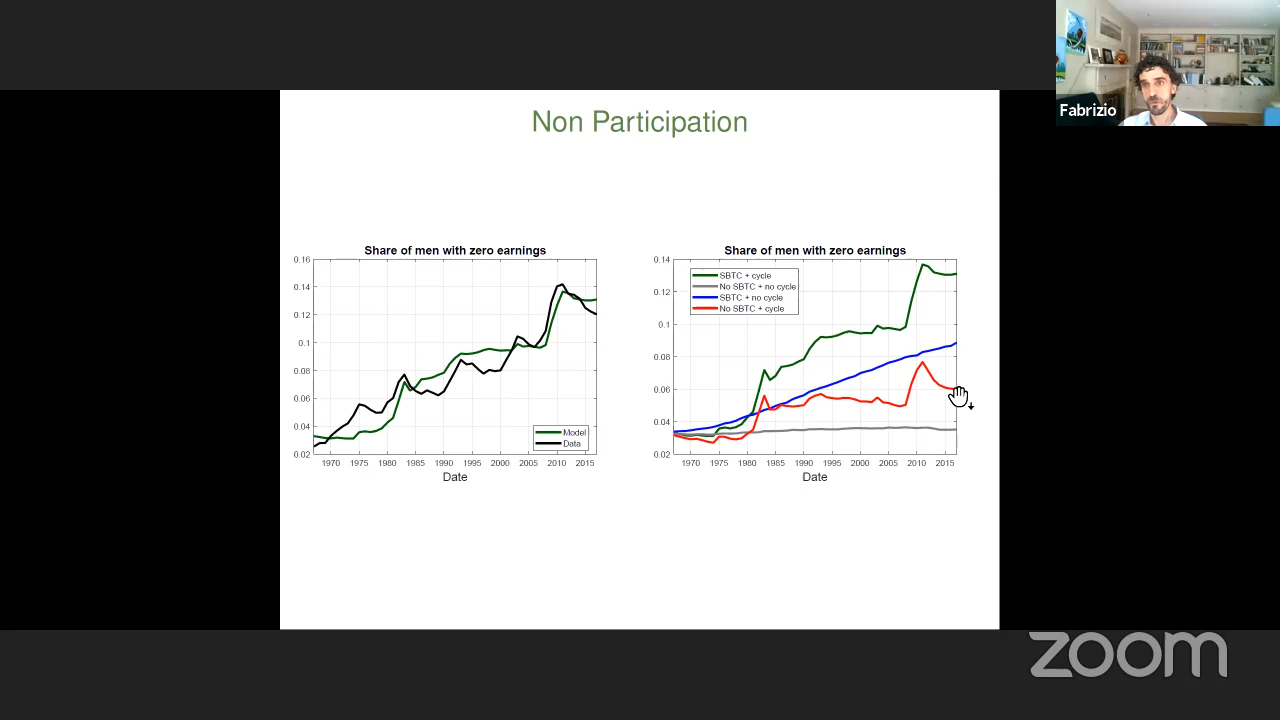 Fabrizio
Non Participation
Share of men with zero earnings
0.16
0.14
0.12
0.1
0.08
0.06
0.04
0.02
Model
Data
1970 1975 1980 1985 1990 1995 2000 2005 2010 2015
Date
Share of men with zero earnings
0.14
0.12
0.1
0.08
0.06
0.04
0.02
SBTC + cycle
No SBTC + no cycle
SBTC + no cycle
No SBTC + cycle
1970 1975 1980 1985 1990 1995 2000 2005 2010 2015
Date
zoom